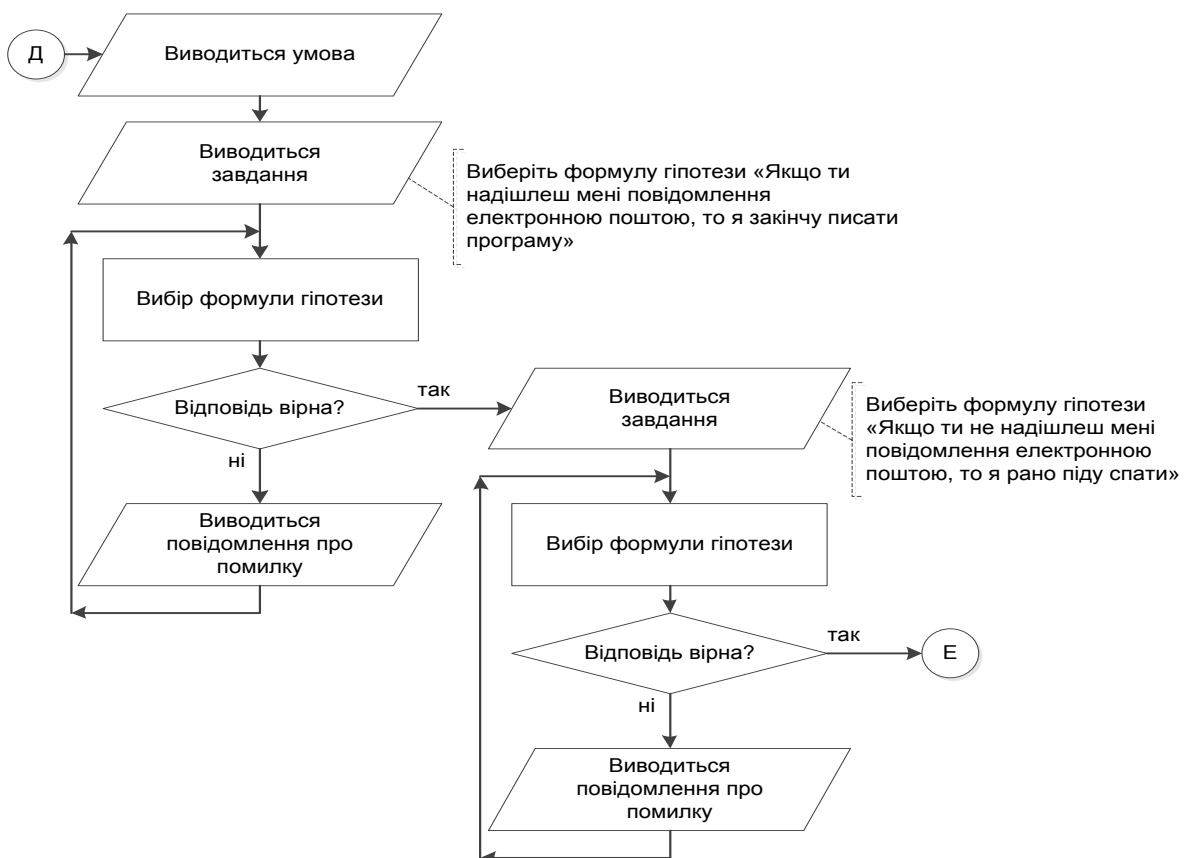 Д
Виводиться умова
Виводиться
завдання
Виберіть формулу гіпотези «Якщо ти
надішлеш мені повідомлення
електронною поштою, то я закінчу писати
програму»
Вибір формули гіпотези
Відповідь вірна?
так
ні
Виводиться
повідомлення про
помилку
Виводиться
завдання
Виберіть формулу гіпотези
«Якщо ти не надішлеш мені
повідомлення електронною
поштою, то я рано піду спати»
Вибір формули гіпотези
Відповідь вірна?
так
Е
ні
Виводиться
повідомлення про
помилку